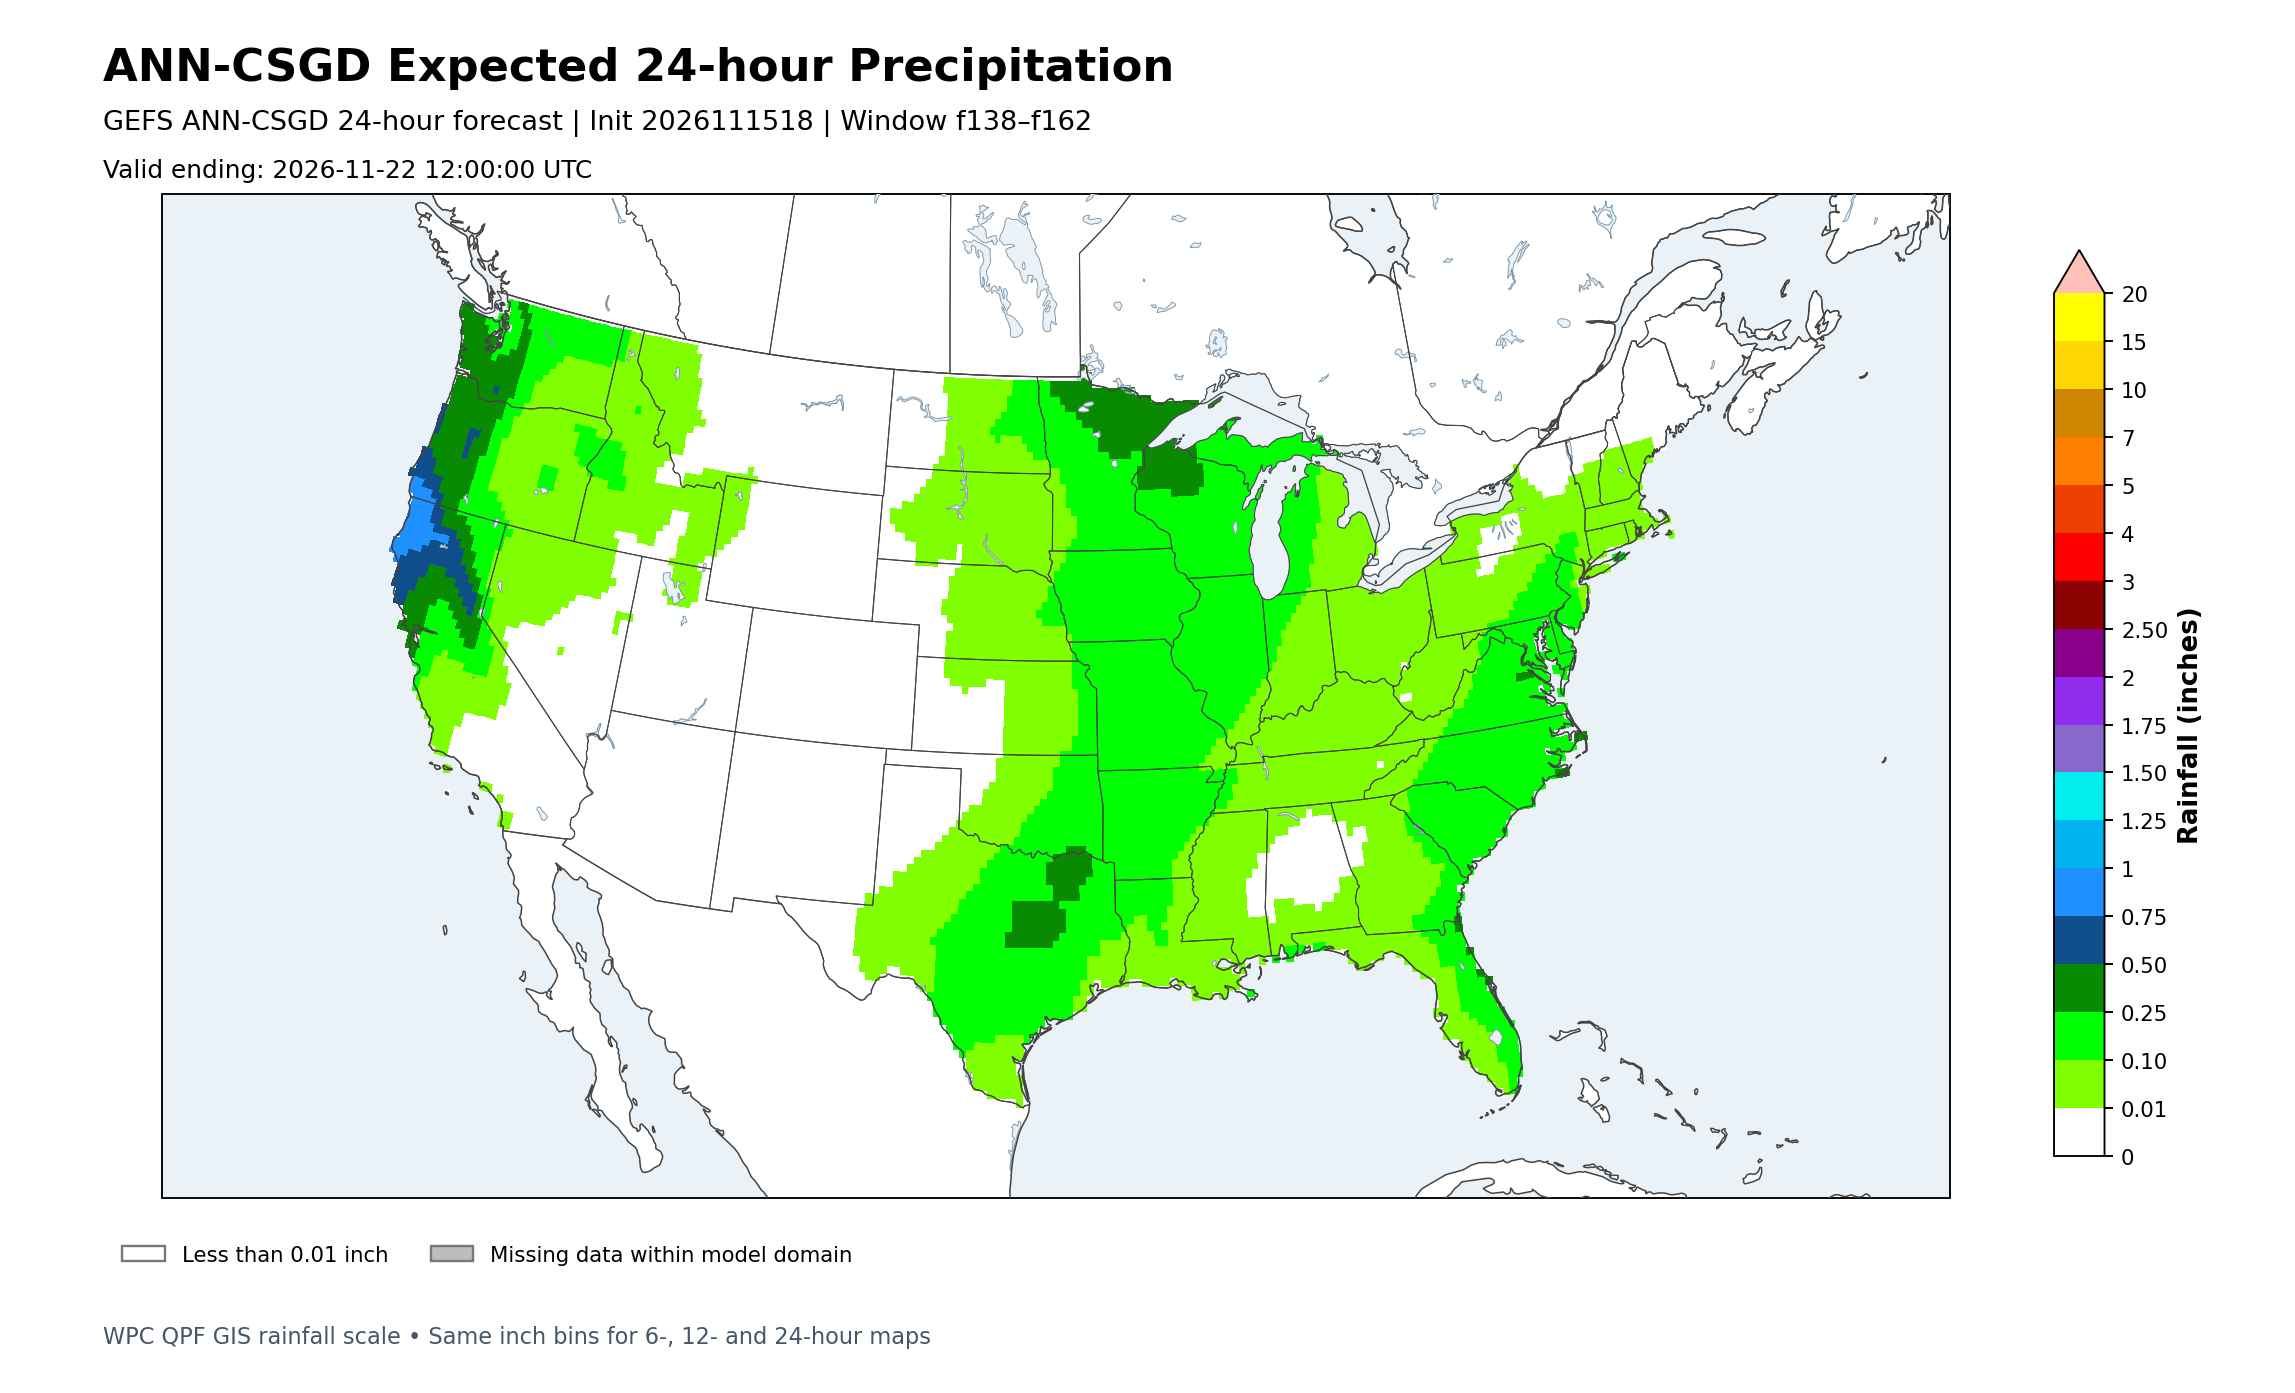 ANN-CSGD Expected 24-hour Precipitation
GEFS ANN-CSGD 24-hour forecast | Init 2026111518 | Window f138–f162
Valid ending: 2026-11-22 12:00:00 UTC
20
15
10
7
5
4
3
2.50
2
1.75
1.50
1.25
1
0.75
0.50
0.25
0.10
0.01
0
Rainfall (inches)
Less than 0.01 inch
Missing data within model domain
WPC QPF GIS rainfall scale • Same inch bins for 6-, 12- and 24-hour maps